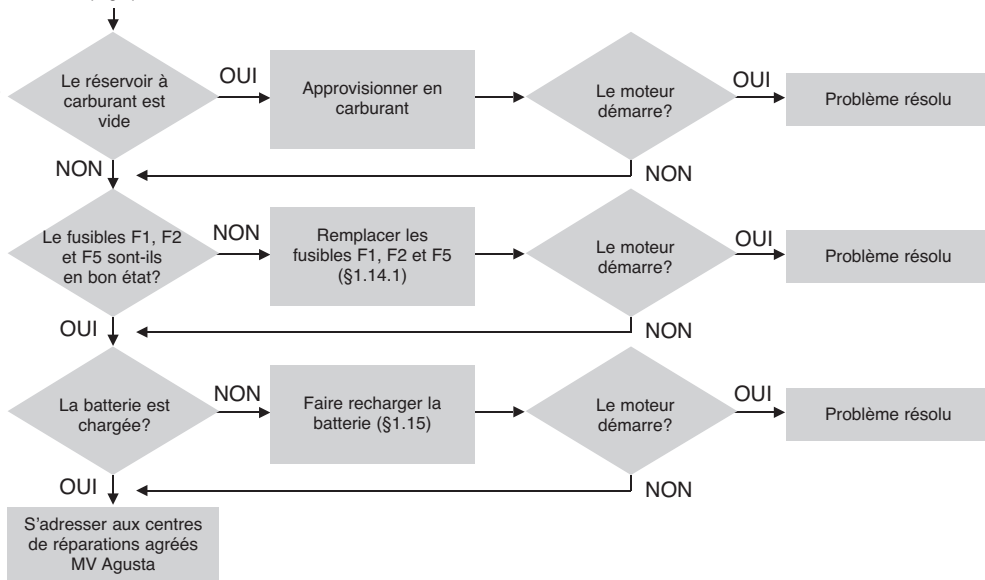 Le réservoir à
carburant est
vide
OUI
Approvisionner en
carburant
Le moteur
démarre?
OUI
Problème résolu
NON
NON
Le fusibles F1, F2
et F5 sont-ils
en bon état?
NON
Remplacer les
fusibles F1, F2 et F5
(§1.14.1)
Le moteur
démarre?
OUI
Problème résolu
OUI
NON
La batterie est
chargée?
NON
Faire recharger la
batterie (§1.15)
Le moteur
démarre?
OUI
Problème résolu
OUI
NON
S'adresser aux centres
de réparations agréés
MV Agusta